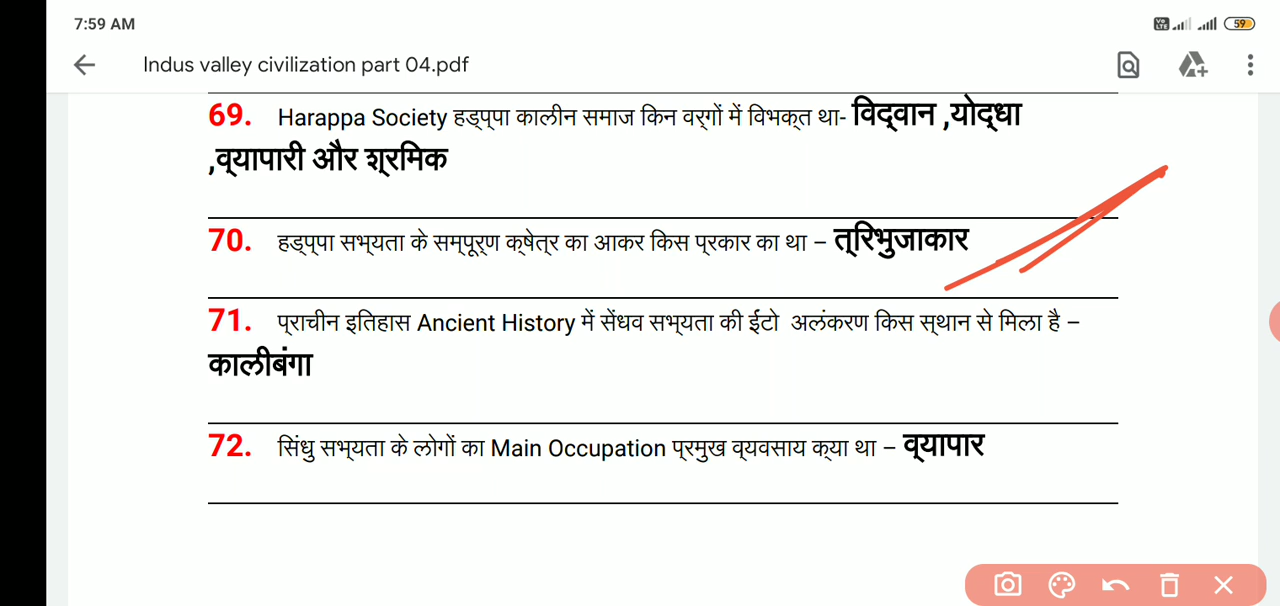 7:59 AM
VoLTE 59
Indus valley civilization part 04.pdf
69. Harappa Society हड़प्पा कालीन समाज किन वर्गों में विभक्त था- विद्वान ,योद्धा
,व्यापारी और श्रमिक
70. हड़प्पा सभ्यता के सम्पूर्ण क्षेत्र का आकर किस प्रकार का था – त्रिभुजाकार
71. प्राचीन इतिहास Ancient History में सेंधव सभ्यता की ईंटो अलंकरण किस स्थान से मिला है –
कालीबंगा
72. सिंधु सभ्यता के लोगों का Main Occupation प्रमुख व्यवसाय क्या था – व्यापार